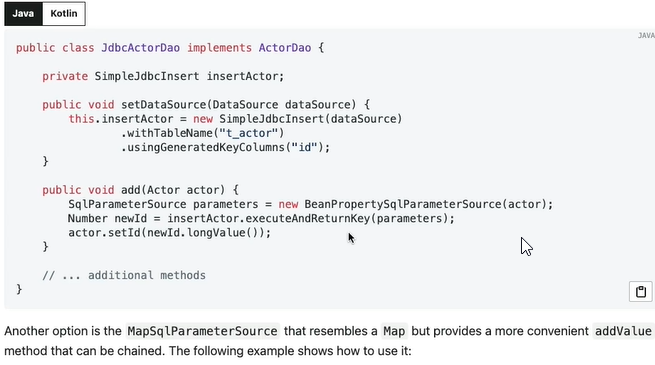 Java Kotlin
JAVA
public class JdbcActorDao implements ActorDao {
private SimpleJdbcInsert insertActor;
public void setDataSource(DataSource dataSource) {
this.insertActor = new SimpleJdbcInsert(dataSource)
.withTableName("t_actor")
.usingGeneratedKeyColumns("id");
}
public void add(Actor actor) {
SqlParameterSource parameters = new BeanPropertySqlParameterSource(actor);
Number newId = insertActor.executeAndReturnKey(parameters);
actor.setId(newId.longValue());
}
// ... additional methods
}
Another option is the MapSqlParameterSource that resembles a Map but provides a more convenient addValue
method that can be chained. The following example shows how to use it: